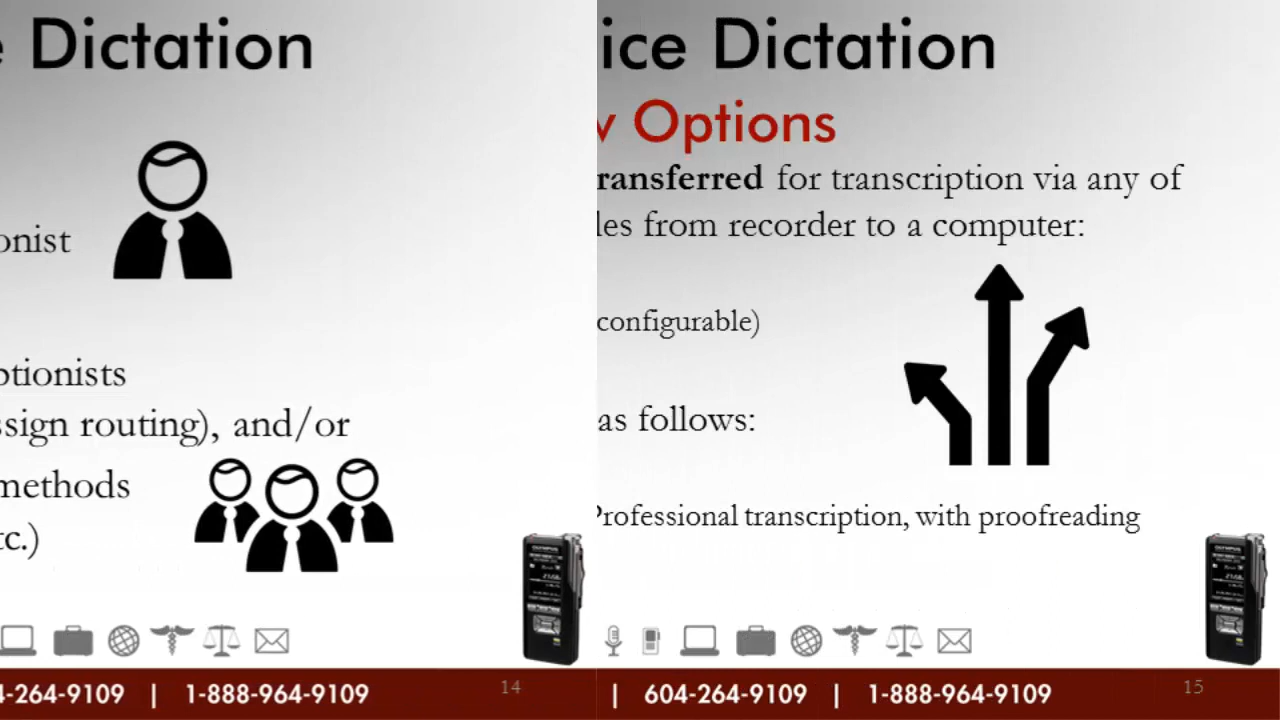 e Dictation
onist
ptionists
ssign routing), and/or
methods
tc.)
OLYMPUS
4-264-9109 | 1-888-964-9109
14
ice Dictation
v Options
ransferred for transcription via any of
les from recorder to a computer:
configurable)
as follows:
Professional transcription, with proofreading
OLYMPUS
| 604-264-9109 | 1-888-964-9109
15